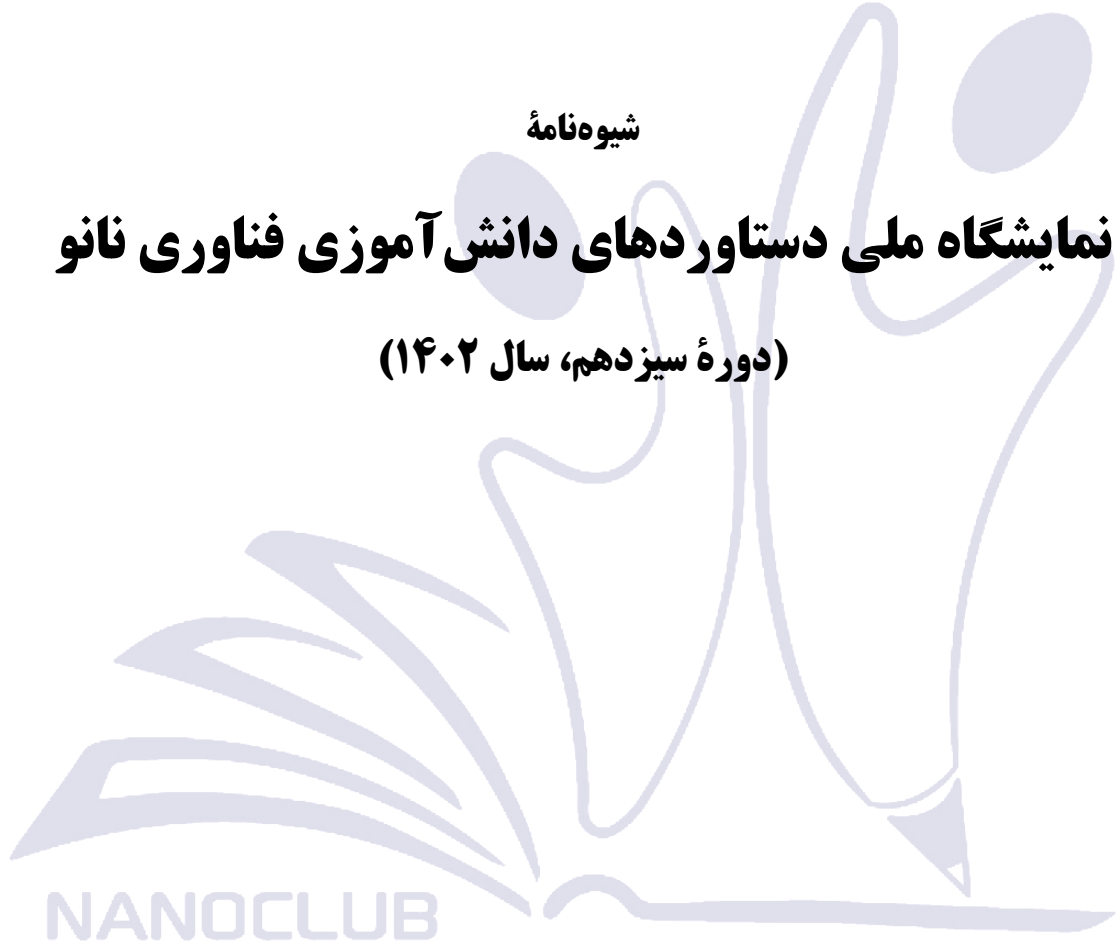 شیوه‌نامهٔ
نمایشگاه ملی دستاوردهای دانش‌آموزی فناوری نانو
(دورهٔ سیزدهم، سال ۱۴۰۲)
NANOCLUB